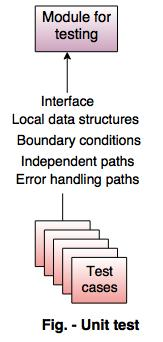 Module for
testing
Interface
Local data structures
Boundary conditions
Independent paths
Error handling paths
Test
cases
Fig. - Unit test